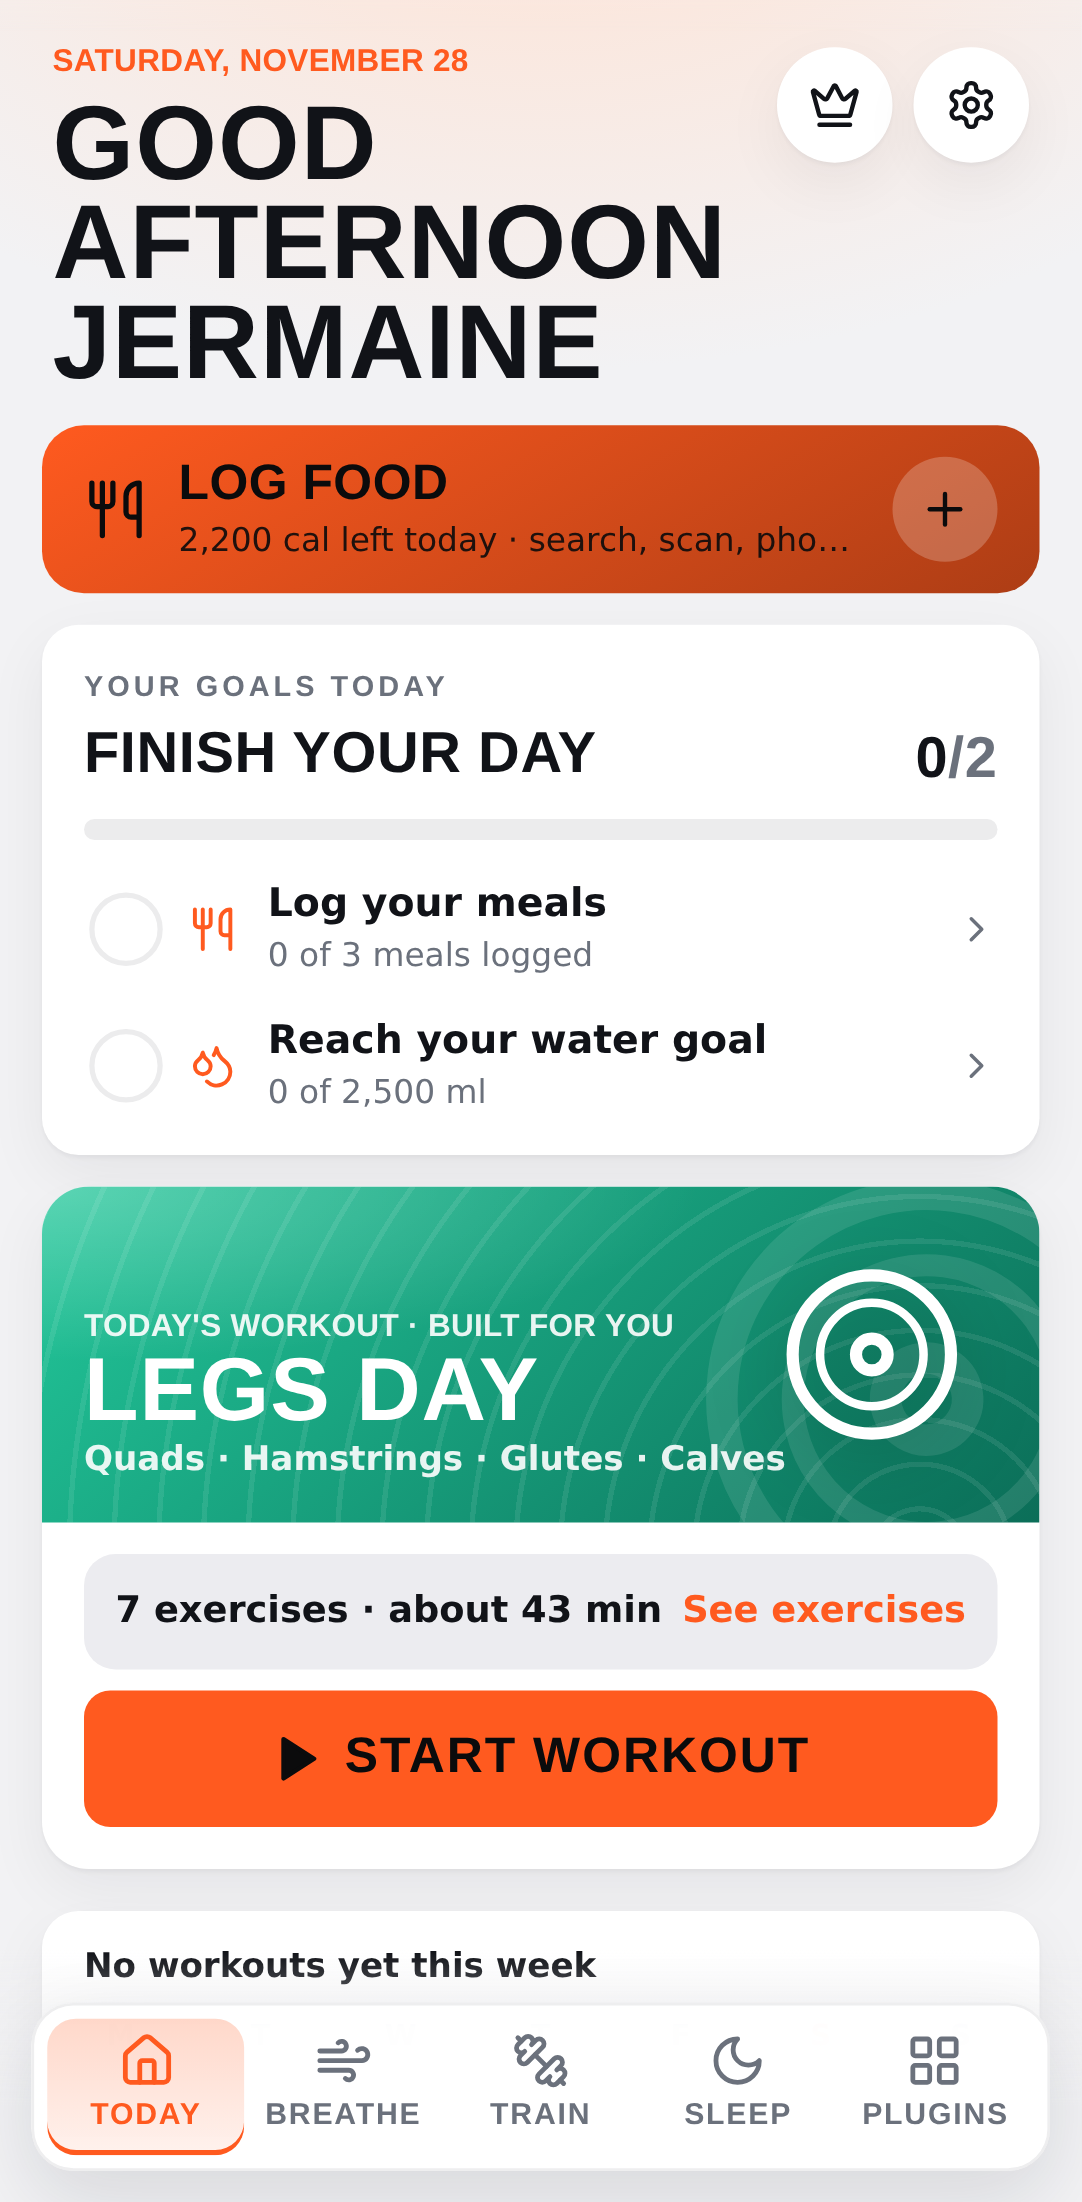 SATURDAY, NOVEMBER 28
GOOD
AFTERNOON
JERMAINE
LOG FOOD
2,200 cal left today · search, scan, pho…
YOUR GOALS TODAY
FINISH YOUR DAY
0/2
Log your meals
0 of 3 meals logged
Reach your water goal
0 of 2,500 ml
TODAY'S WORKOUT · BUILT FOR YOU
LEGS DAY
Quads · Hamstrings · Glutes · Calves
7 exercises · about 43 min See exercises
START WORKOUT
No workouts yet this week
TODAY BREATHE TRAIN SLEEP PLUGINS